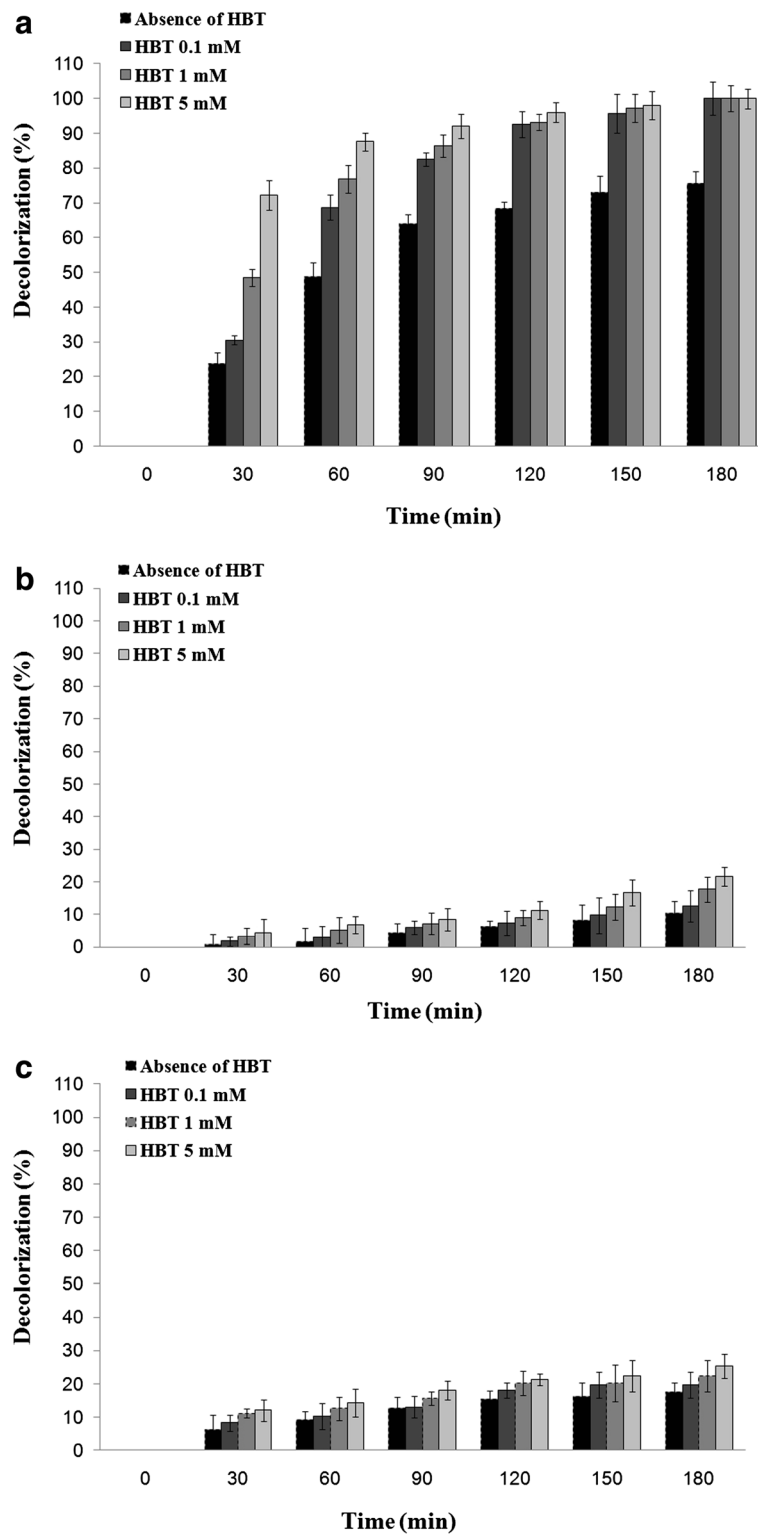 a
Absence of HBT
HBT 0.1 mM
HBT 1 mM
HBT 5 mM
Decolorization (%)
110
100
90
80
70
60
50
40
30
20
10
0
0 30 60 90 120 150 180
Time (min)
b
Absence of HBT
HBT 0.1 mM
HBT 1 mM
HBT 5 mM
Decolorization (%)
110
100
90
80
70
60
50
40
30
20
10
0
0 30 60 90 120 150 180
Time (min)
c
Absence of HBT
HBT 0.1 mM
HBT 1 mM
HBT 5 mM
Decolorization (%)
110
100
90
80
70
60
50
40
30
20
10
0
0 30 60 90 120 150 180
Time (min)